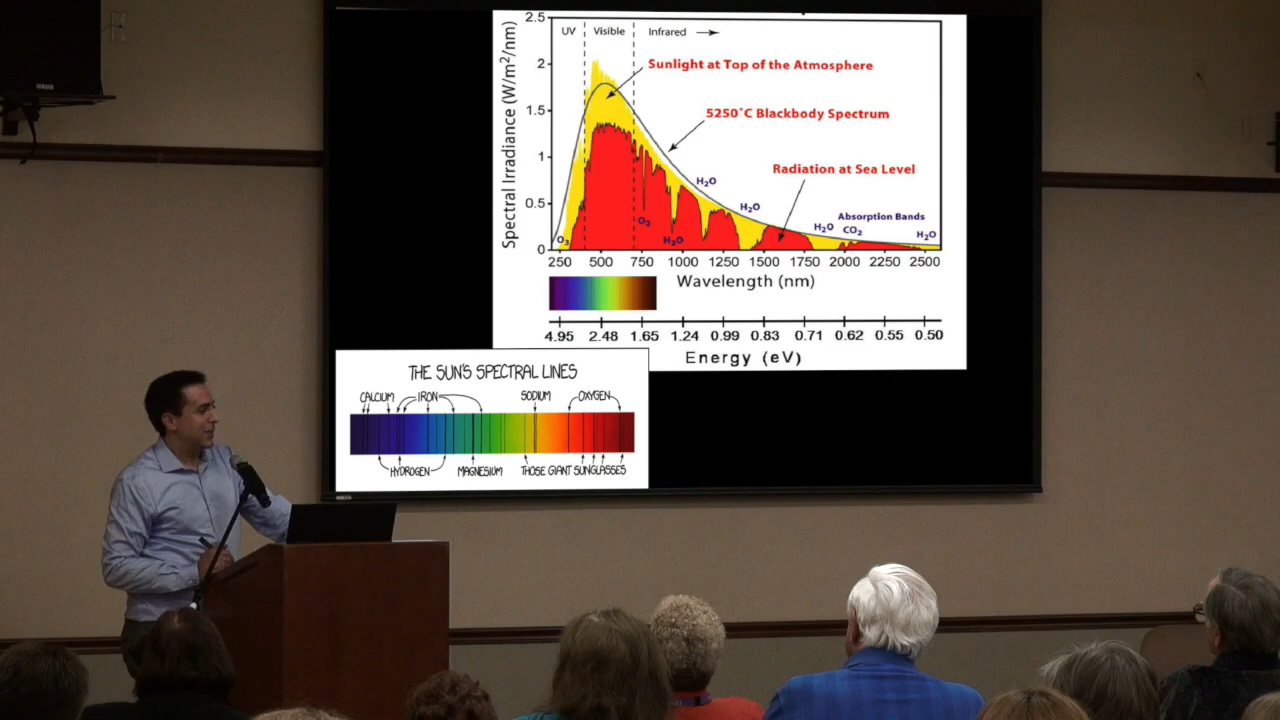 2.5
UV
Visible
Infrared
Sunlight at Top of the Atmosphere
2
5250°C Blackbody Spectrum
1.5
Radiation at Sea Level
1
H2O
H2O
0.5
O2
Absorption Bands
H2O
CO2
H2O
O3
H2O
0
Spectral Irradiance (W/m2/nm)
250 500 750 1000 1250 1500 1750 2000 2250 2500
Wavelength (nm)
4.95 2.48 1.65 1.24 0.99 0.83 0.71 0.62 0.55 0.50
Energy (eV)
THE SUN'S SPECTRAL LINES
CALCIUM IRON SODIUM OXYGEN
HYDROGEN MAGNESIUM THOSE GIANT SUNGLASSES